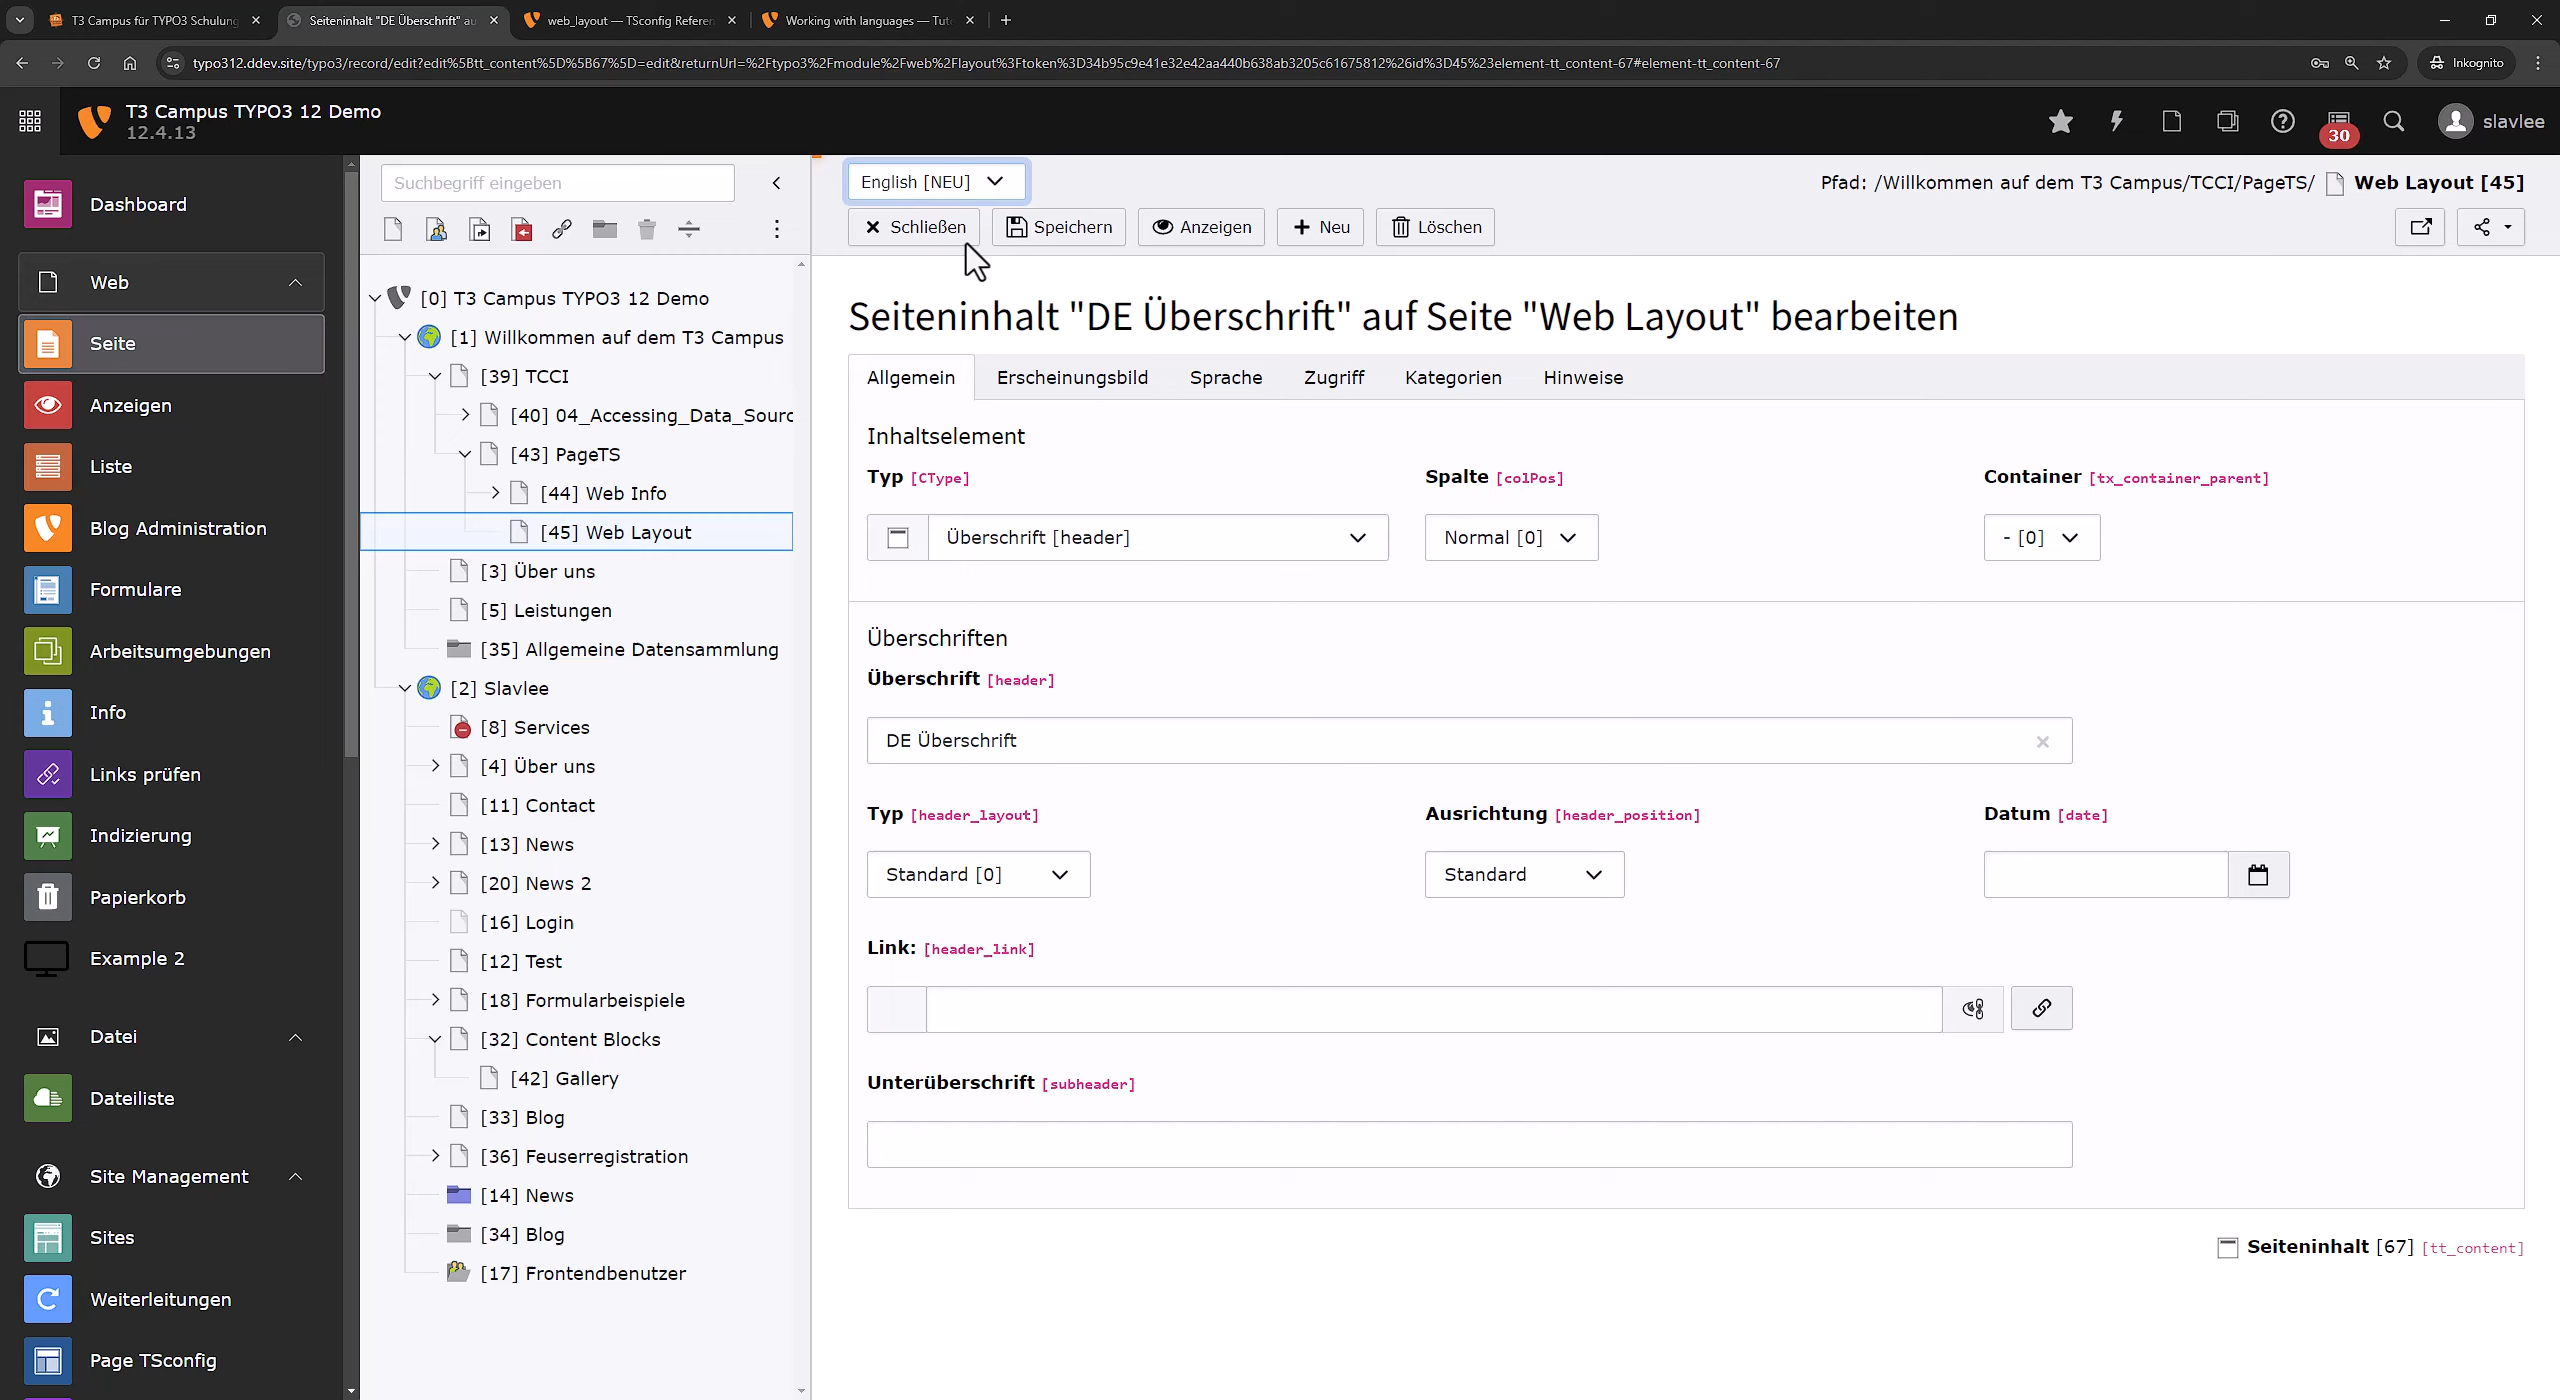 T3 Campus für TYPO3 Schulung
Seiteninhalt "DE Überschrift" au
web_layout — TSconfig Referen
Working with languages — Tut
typo312.ddev.site/typo3/record/edit?edit%5Btt_content%5D%5B67%5D=edit&returnUrl=%2Ftypo3%2Fmodule%2Fweb%2Flayout%3Ftoken%3D34b95c9e41e32e42aa440b638ab3205c61675812%26id%3D45%23element-tt_content-67#element-tt_content-67
Inkognito
T3 Campus TYPO3 12 Demo
12.4.13
30
slavlee
Dashboard
Web
Seite
Anzeigen
Liste
Blog Administration
Formulare
Arbeitsumgebungen
Info
Links prüfen
Indizierung
Papierkorb
Example 2
Datei
Dateiliste
Site Management
Sites
Weiterleitungen
Page TSconfig
Suchbegriff eingeben
[0] T3 Campus TYPO3 12 Demo
[1] Willkommen auf dem T3 Campus
[39] TCCI
[40] 04_Accessing_Data_Sourc
[43] PageTS
[44] Web Info
[45] Web Layout
[3] Über uns
[5] Leistungen
[35] Allgemeine Datensammlung
[2] Slavlee
[8] Services
[4] Über uns
[11] Contact
[13] News
[20] News 2
[16] Login
[12] Test
[18] Formularbeispiele
[32] Content Blocks
[42] Gallery
[33] Blog
[36] Feuserregistration
[14] News
[34] Blog
[17] Frontendbenutzer
English [NEU]
Pfad: /Willkommen auf dem T3 Campus/TCCI/PageTS/ Web Layout [45]
Schließen Speichern Anzeigen Neu Löschen
Seiteninhalt "DE Überschrift" auf Seite "Web Layout" bearbeiten
Allgemein Erscheinungsbild Sprache Zugriff Kategorien Hinweise
Inhaltselement
Typ [CType] Spalte [colPos] Container [tx_container_parent]
Überschrift [header] Normal [0] - [0]
Überschriften
Überschrift [header]
DE Überschrift
Typ [header_layout] Ausrichtung [header_position] Datum [date]
Standard [0] Standard
Link: [header_link]
Unterüberschrift [subheader]
Seiteninhalt [67] [tt_content]